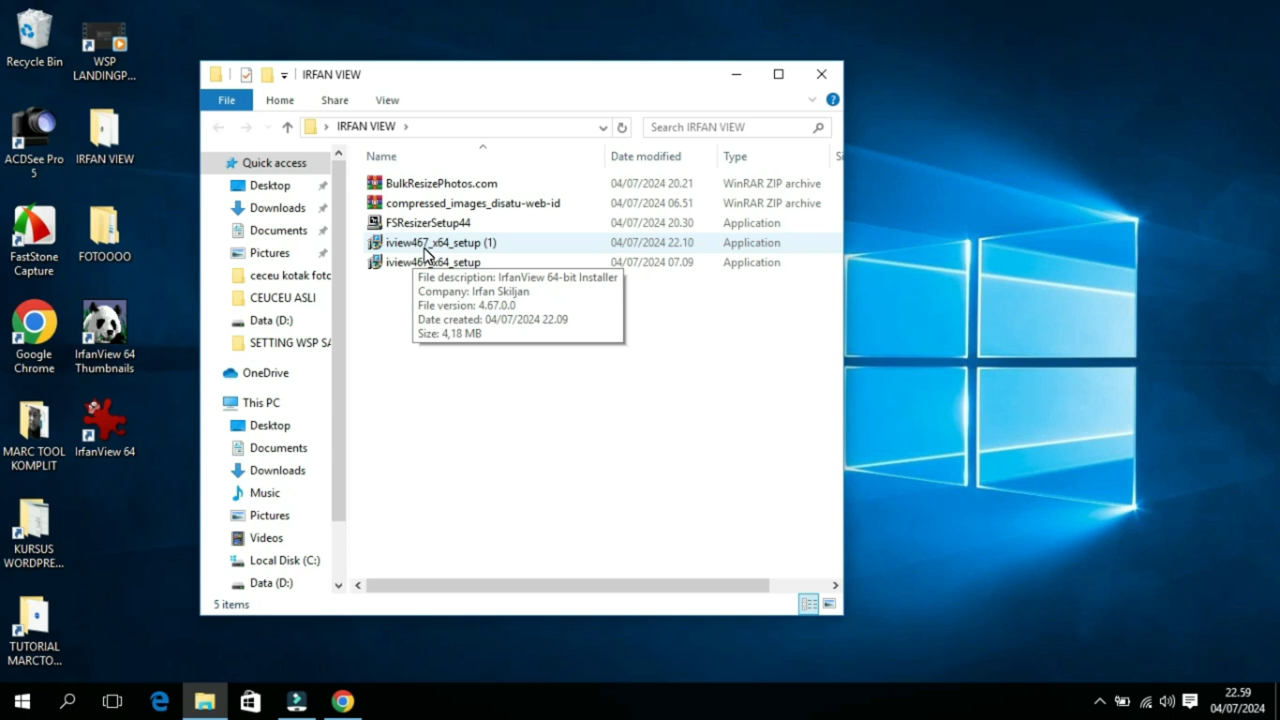 Recycle Bin
WSP
LANDINGP...
ACDSee Pro
5
IRFAN VIEW
FastStone
Capture
FOTOOOO
Google
Chrome
IrfanView 64
Thumbnails
MARC TOOL
KOMPLIT
IrfanView 64
KURSUS
WORDPRE...
TUTORIAL
MARCTO...
IRFAN VIEW
File Home Share View
IRFAN VIEW
Search IRFAN VIEW
Quick access
Desktop
Downloads
Documents
Pictures
ceceu kotak foto
CEUCEU ASLI
Data (D:)
SETTING WSP SA
OneDrive
This PC
Desktop
Documents
Downloads
Music
Pictures
Videos
Local Disk (C:)
Data (D:)
Name Date modified Type
BulkResizePhotos.com 04/07/2024 20.21 WinRAR ZIP archive
compressed_images_disatu-web-id 04/07/2024 06.51 WinRAR ZIP archive
FSResizerSetup44 04/07/2024 20.30 Application
iview467_x64_setup (1) 04/07/2024 22.10 Application
iview467_x64_setup 04/07/2024 07.09 Application
File description: IrfanView 64-bit Installer
Company: Irfan Skiljan
File version: 4.67.0.0
Date created: 04/07/2024 22.09
Size: 4,18 MB
5 items
22.59
04/07/2024